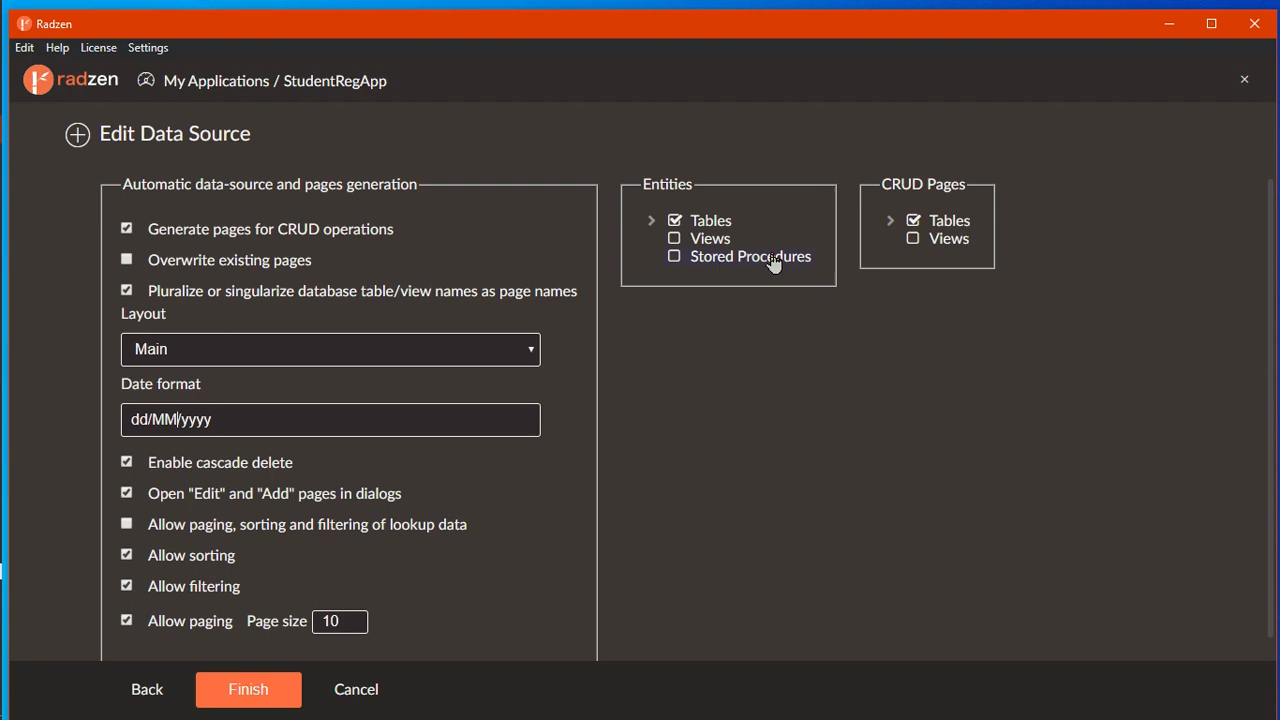 Radzen
Edit Help License Settings
radzen My Applications / StudentRegApp
Edit Data Source
Automatic data-source and pages generation
Generate pages for CRUD operations
Overwrite existing pages
Pluralize or singularize database table/view names as page names
Layout
Main
Date format
dd/MM/yyyy
Enable cascade delete
Open "Edit" and "Add" pages in dialogs
Allow paging, sorting and filtering of lookup data
Allow sorting
Allow filtering
Allow paging Page size 10
Entities
Tables
Views
Stored Procedures
CRUD Pages
Tables
Views
Back Finish Cancel